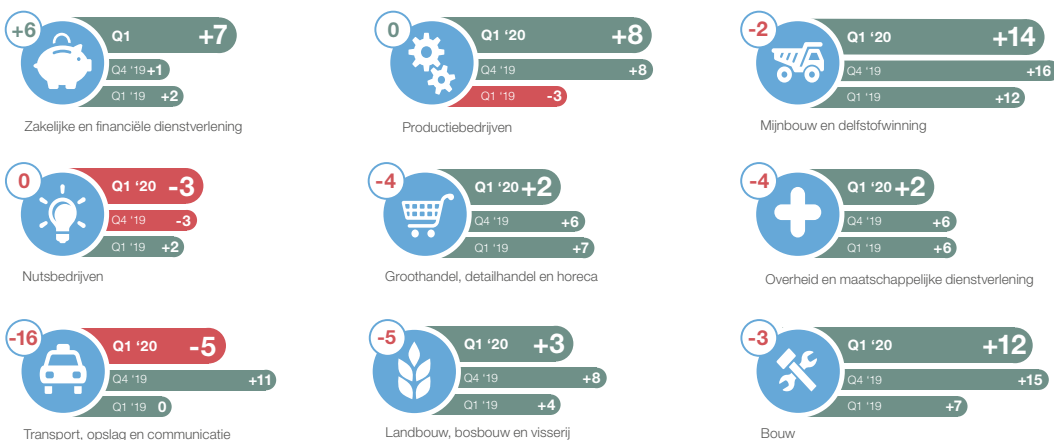 +6
Q1 +7
Q4 '19 +1
Q1 '19 +2
Zakelijke en financiële dienstverlening
0
Q1 ‘20 +8
Q4 '19 +8
Q1 '19 -3
Productiebedrijven
-2
Q1 ‘20 +14
Q4 '19 +16
Q1 '19 +12
Mijnbouw en delfstofwinning
0
Q1 ‘20 -3
Q4 '19 -3
Q1 '19 +2
Nutsbedrijven
-4
Q1 ‘20 +2
Q4 '19 +6
Q1 '19 +7
Groothandel, detailhandel en horeca
-4
Q1 ‘20 +2
Q4 '19 +6
Q1 '19 +6
Overheid en maatschappelijke dienstverlening
-16
Q1 ‘20 -5
Q4 '19 +11
Q1 '19 0
Transport, opslag en communicatie
-5
Q1 ‘20 +3
Q4 '19 +8
Q1 '19 +4
Landbouw, bosbouw en visserij
-3
Q1 ‘20 +12
Q4 '19 +15
Q1 '19 +7
Bouw